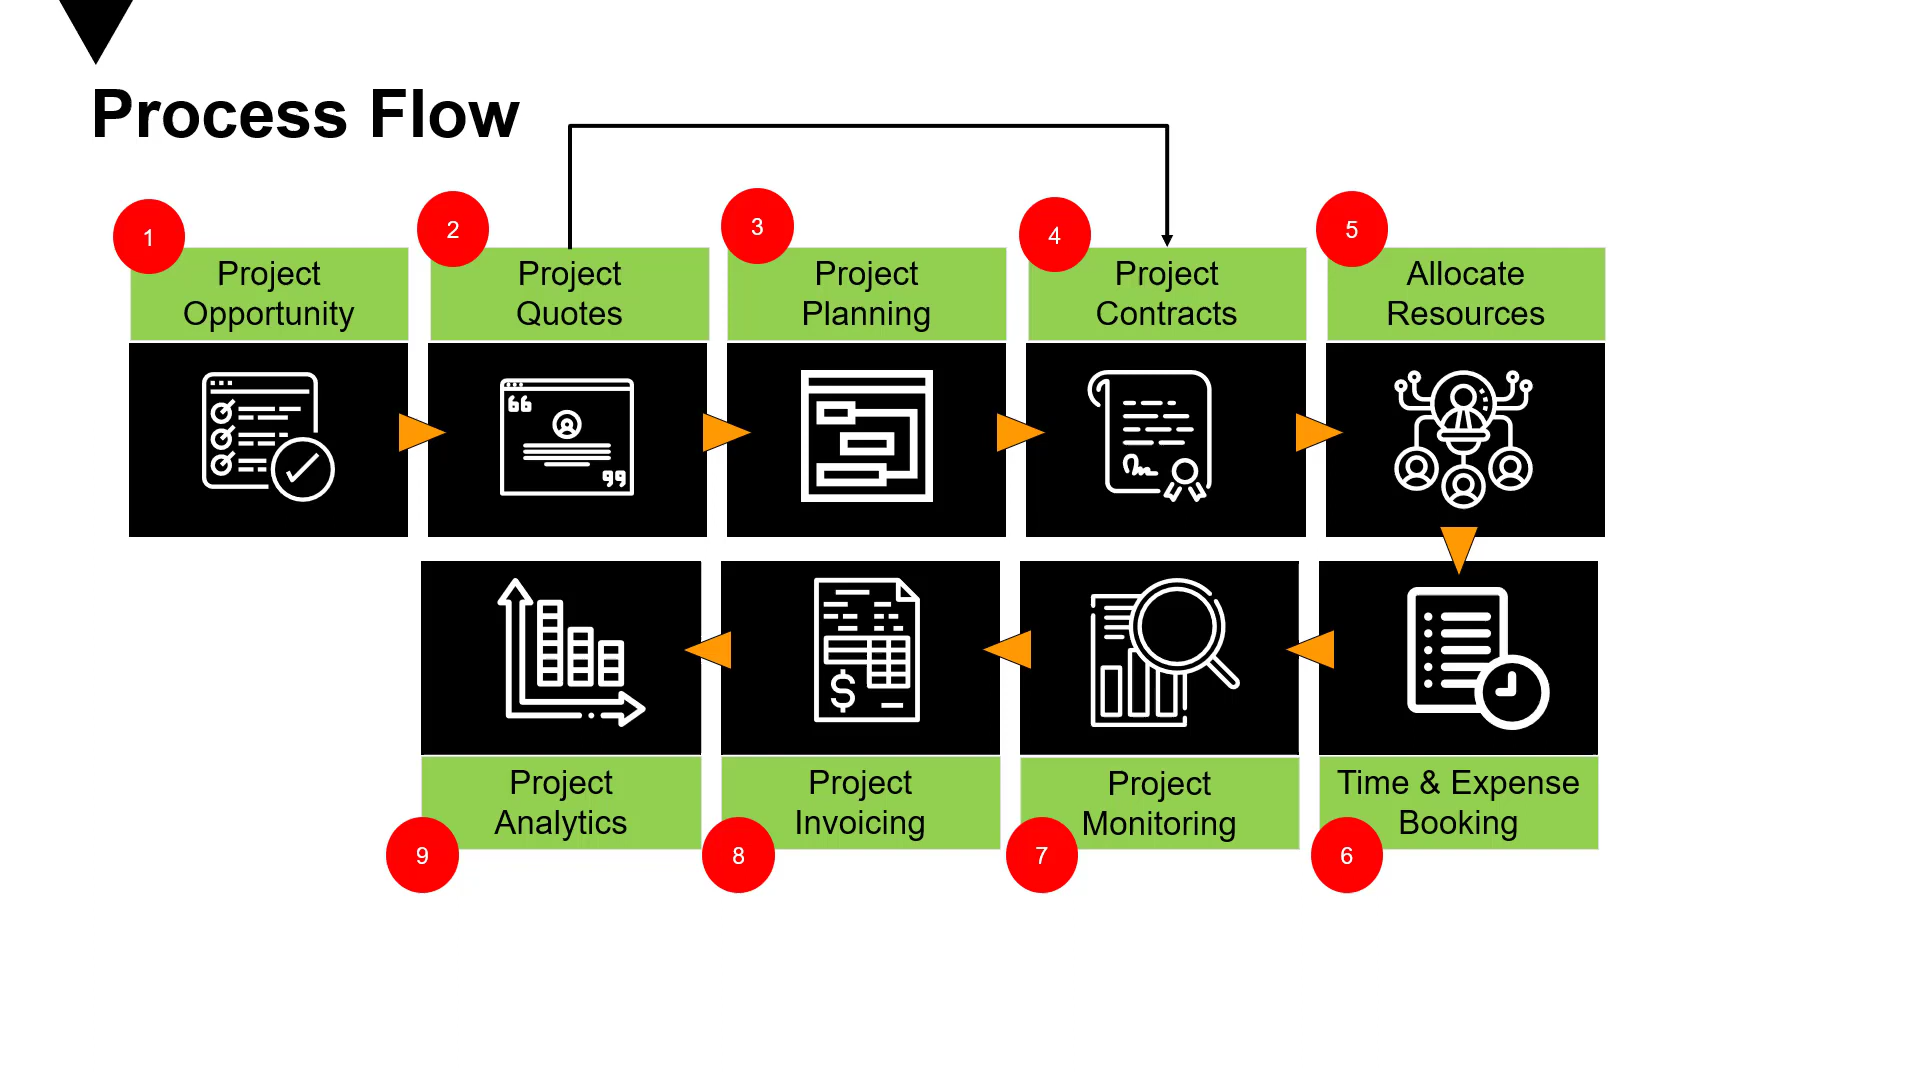 Process Flow
1
Project
Opportunity
2
Project
Quotes
3
Project
Planning
4
Project
Contracts
5
Allocate
Resources
Time & Expense
Booking
6
Project
Monitoring
7
Project
Invoicing
8
Project
Analytics
9